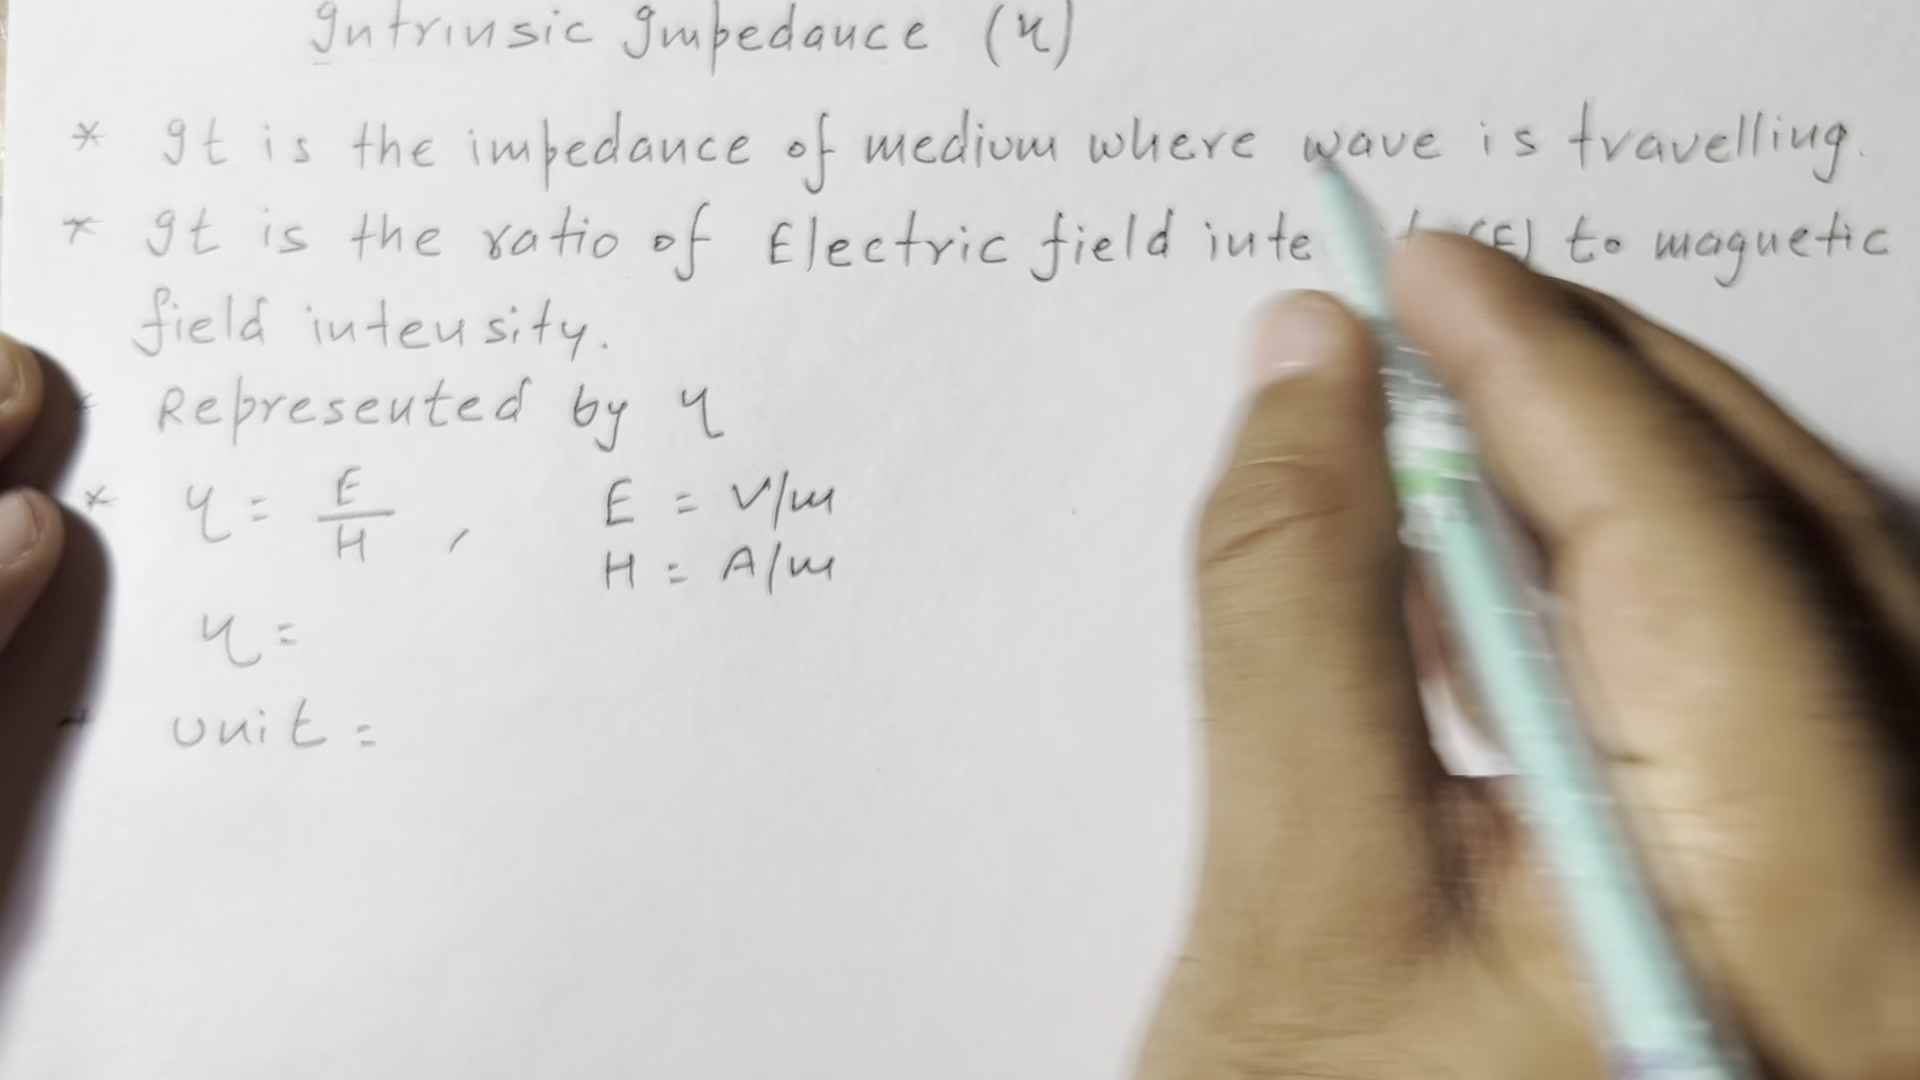 Intrinsic Impedance (η)
* It is the impedance of medium where wave is travelling.
* It is the ratio of Electric field (E) to magnetic
field intensity.
* Represented by η
* η = E/H , E = V/m
H = A/m
η =
* Unit =